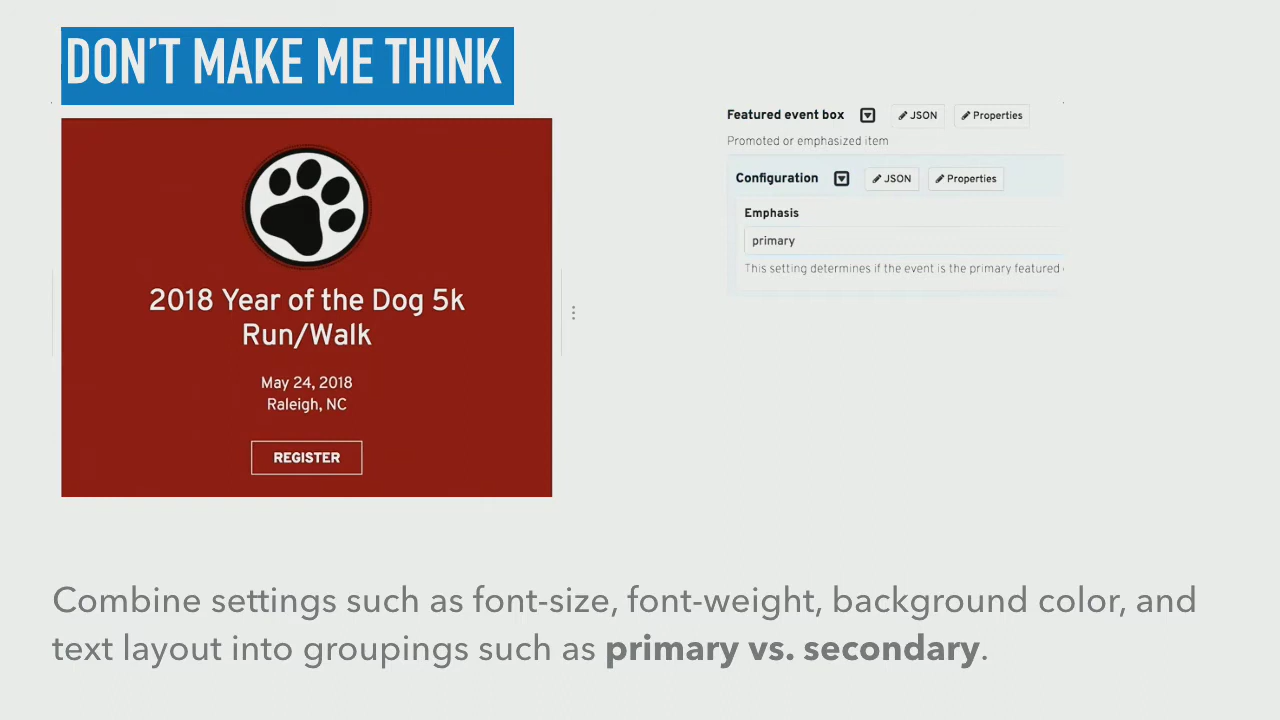 DON'T MAKE ME THINK
2018 Year of the Dog 5k
Run/Walk
May 24, 2018
Raleigh, NC
REGISTER
Featured event box JSON Properties
Promoted or emphasized item
Configuration JSON Properties
Emphasis
primary
This setting determines if the event is the primary featured
Combine settings such as font-size, font-weight, background color, and
text layout into groupings such as primary vs. secondary.